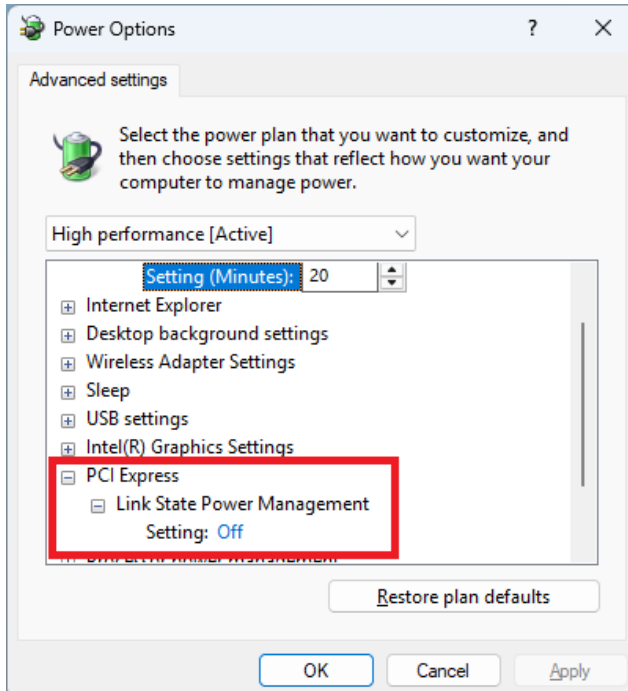 Power Options
?
Advanced settings
Select the power plan that you want to customize, and
then choose settings that reflect how you want your
computer to manage power.
High performance [Active]
Setting (Minutes): 20
Internet Explorer
Desktop background settings
Wireless Adapter Settings
Sleep
USB settings
Intel(R) Graphics Settings
PCI Express
Link State Power Management
Setting: Off
Processor power management
Restore plan defaults
OK Cancel Apply